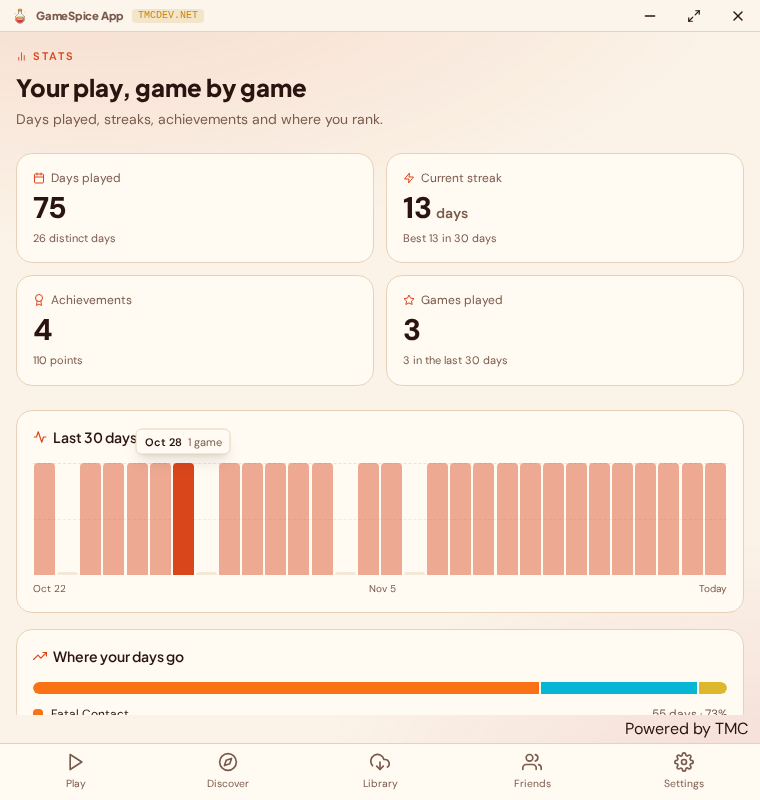 GameSpice App TMCDEV.NET
STATS
Your play, game by game
Days played, streaks, achievements and where you rank.
Days played
75
26 distinct days
Current streak
13 days
Best 13 in 30 days
Achievements
4
110 points
Games played
3
3 in the last 30 days
Last 30 days
Oct 28 1 game
Oct 22 Nov 5 Today
Where your days go
Fatal Contact 55 days · 73%
Powered by TMC
Play Discover Library Friends Settings